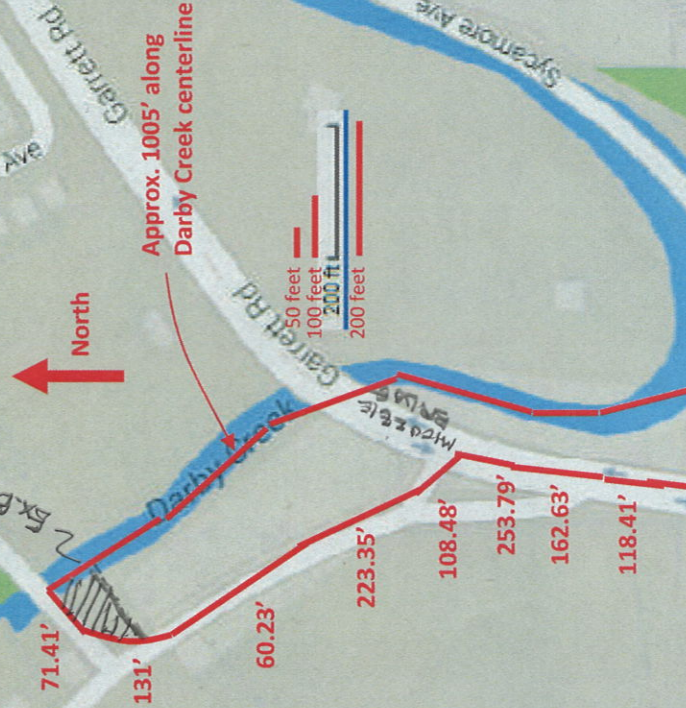 Garrett Rd
Ave
Sycamore Ave
Approx. 1005' along
Darby Creek centerline
50 feet
100 feet
200 ft
200 feet
North
Garrett Rd
Darby Creek
71.41'
131'
60.23'
223.35'
108.48'
253.79'
162.63'
118.41'